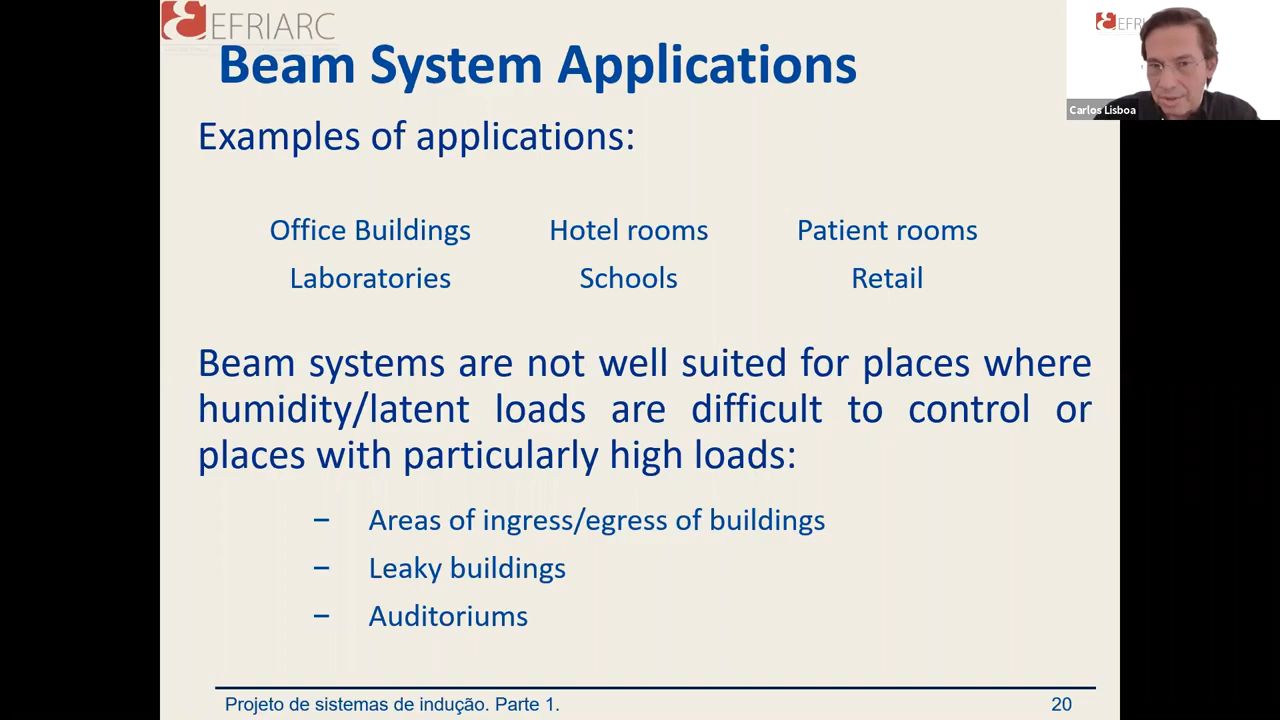 EFRIARC
Beam System Applications
Examples of applications:
Office Buildings Hotel rooms Patient rooms
Laboratories Schools Retail
Beam systems are not well suited for places where
humidity/latent loads are difficult to control or
places with particularly high loads:
– Areas of ingress/egress of buildings
– Leaky buildings
– Auditoriums
Projeto de sistemas de indução. Parte 1. 20
Carlos Lisboa